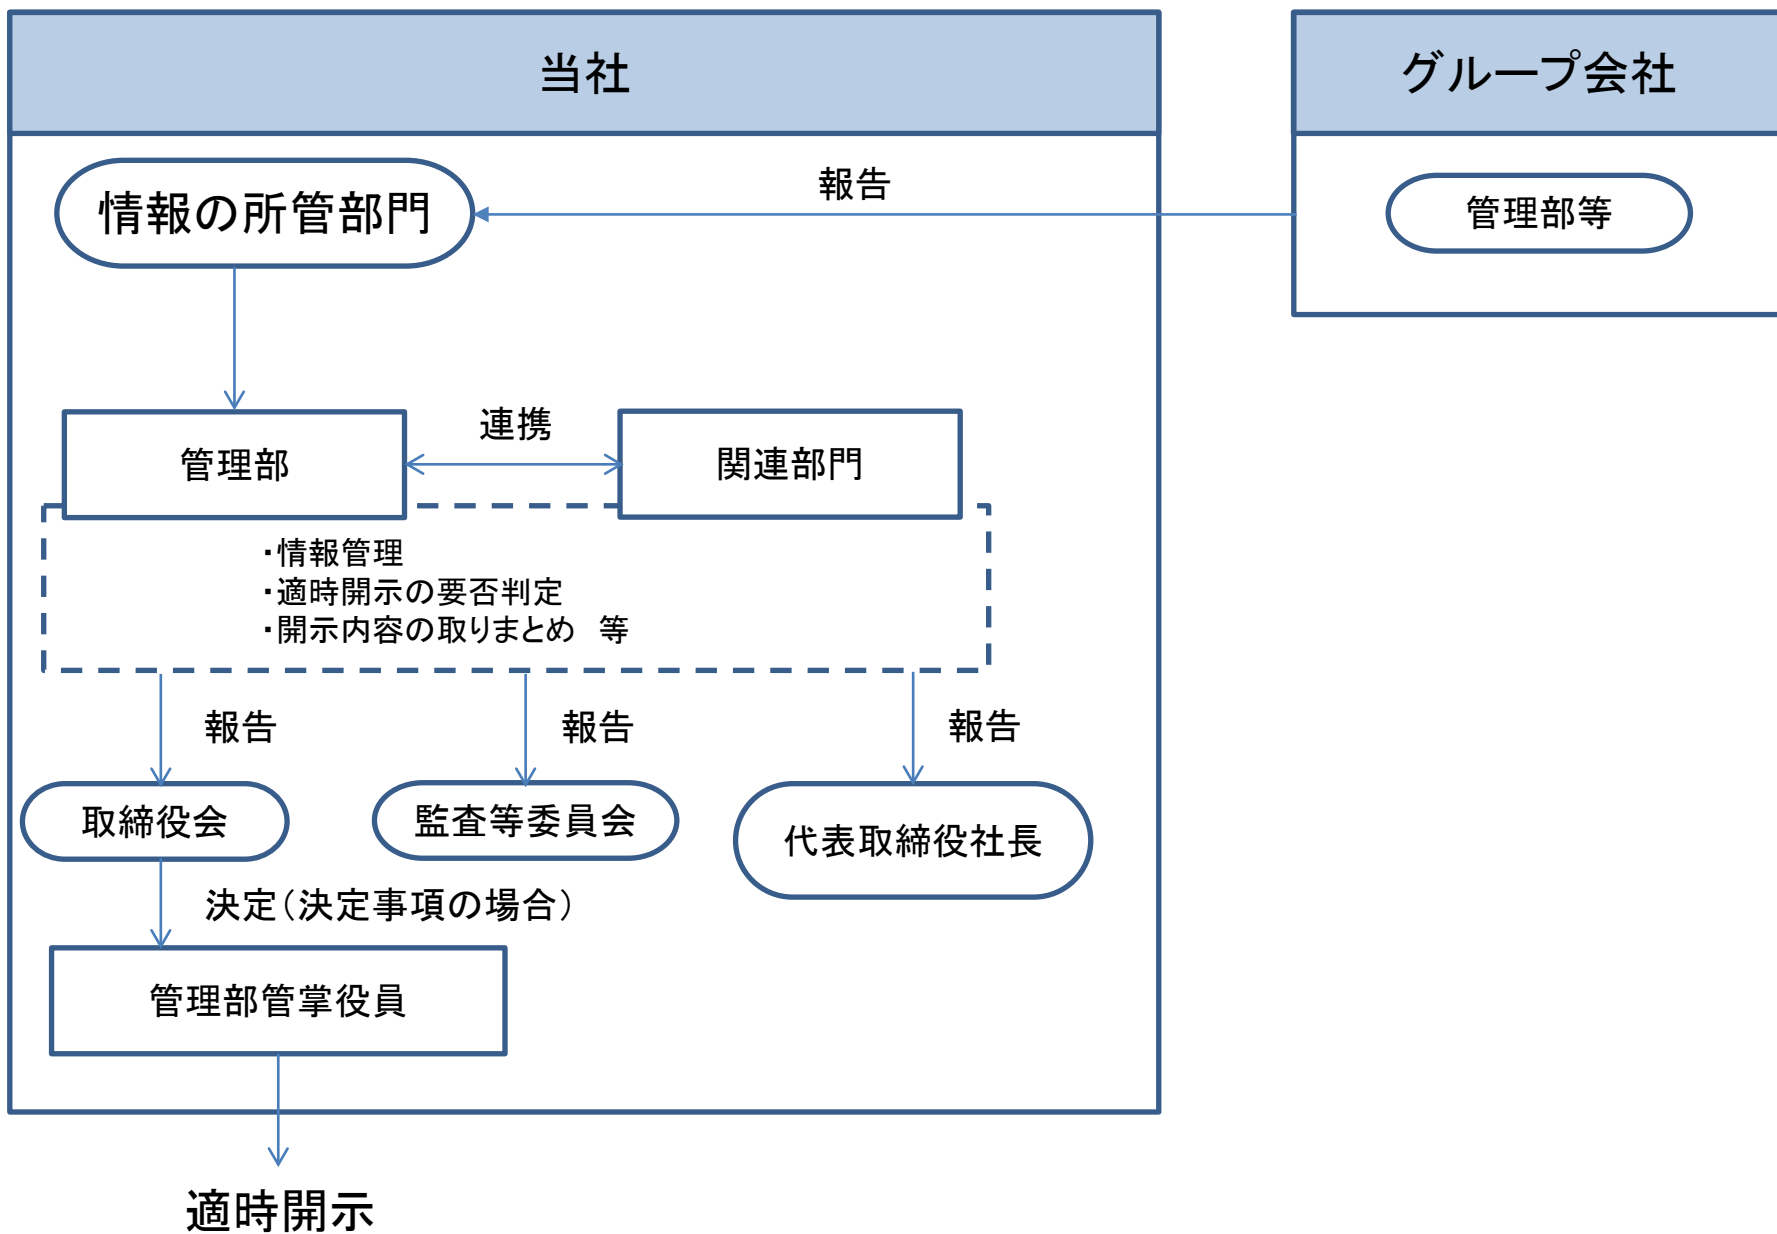 当社
グループ会社
報告
情報の所管部門
管理部等
連携
管理部
関連部門
・情報管理
・適時開示の要否判定
・開示内容の取りまとめ　等
報告
報告
報告
取締役会
監査等委員会
代表取締役社長
決定（決定事項の場合）
管理部管掌役員
適時開示